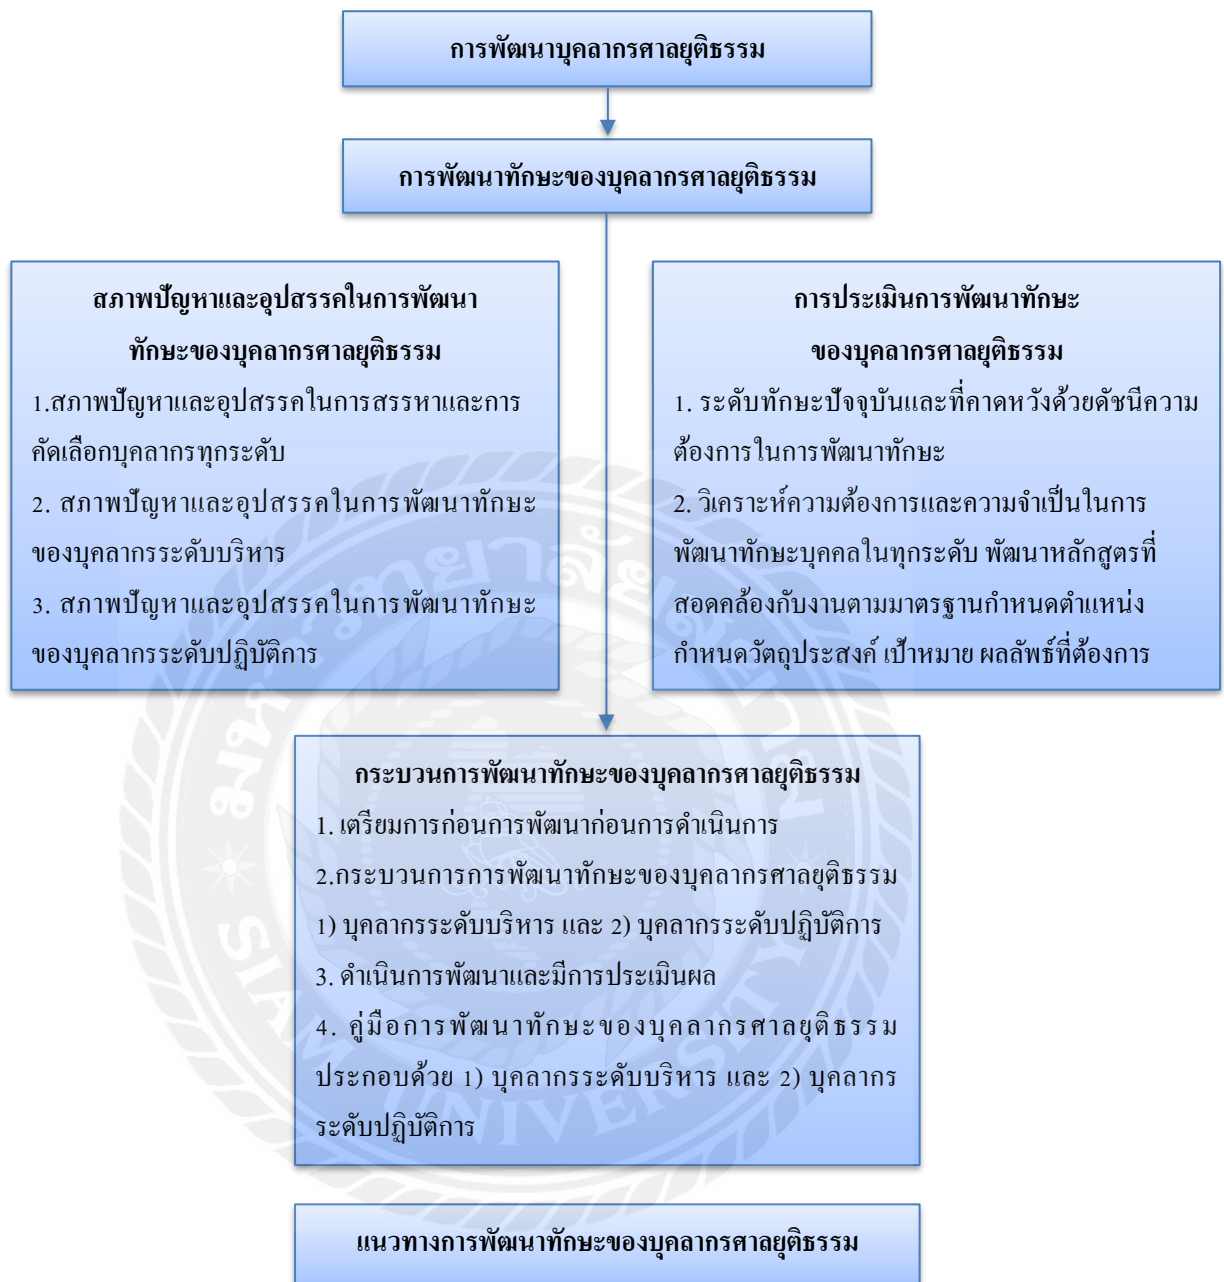 การพัฒนาบุคลากรศาลยุติธรรม
การพัฒนาทักษะของบุคลากรศาลยุติธรรม
สภาพปัญหาและอุปสรรคในการพัฒนา
ทักษะของบุคลากรศาลยุติธรรม
1.สภาพปัญหาและอุปสรรคในการสรรหาและการ
คัดเลือกบุคลากรทุกระดับ
2. สภาพปัญหาและอุปสรรคในการพัฒนาทักษะ
ของบุคลากรระดับบริหาร
3. สภาพปัญหาและอุปสรรคในการพัฒนาทักษะ
ของบุคลากรระดับปฏิบัติการ
การประเมินการพัฒนาทักษะ
ของบุคลากรศาลยุติธรรม
1. ระดับทักษะปัจจุบันและที่คาดหวังด้วยดัชนีความ
ต้องการในการพัฒนาทักษะ
2. วิเคราะห์ความต้องการและความจำเป็นในการ
พัฒนาทักษะบุคคลในทุกระดับ พัฒนาหลักสูตรที่
สอดคล้องกับงานตามมาตรฐานกำหนดตำแหน่ง
กำหนดวัตถุประสงค์ เป้าหมาย ผลลัพธ์ที่ต้องการ
กระบวนการพัฒนาทักษะของบุคลากรศาลยุติธรรม
1. เตรียมการก่อนการพัฒนาก่อนการดำเนินการ
2.กระบวนการการพัฒนาทักษะของบุคลากรศาลยุติธรรม
1) บุคลากรระดับบริหาร และ 2) บุคลากรระดับปฏิบัติการ
3. ดำเนินการพัฒนาและมีการประเมินผล
4. คู่มือการพัฒนาทักษะของบุคลากรศาลยุติธรรม
ประกอบด้วย 1) บุคลากรระดับบริหาร และ 2) บุคลากร
ระดับปฏิบัติการ
แนวทางการพัฒนาทักษะของบุคลากรศาลยุติธรรม
มหาวิทยาลัยสยาม
SIAM UNIVERSITY